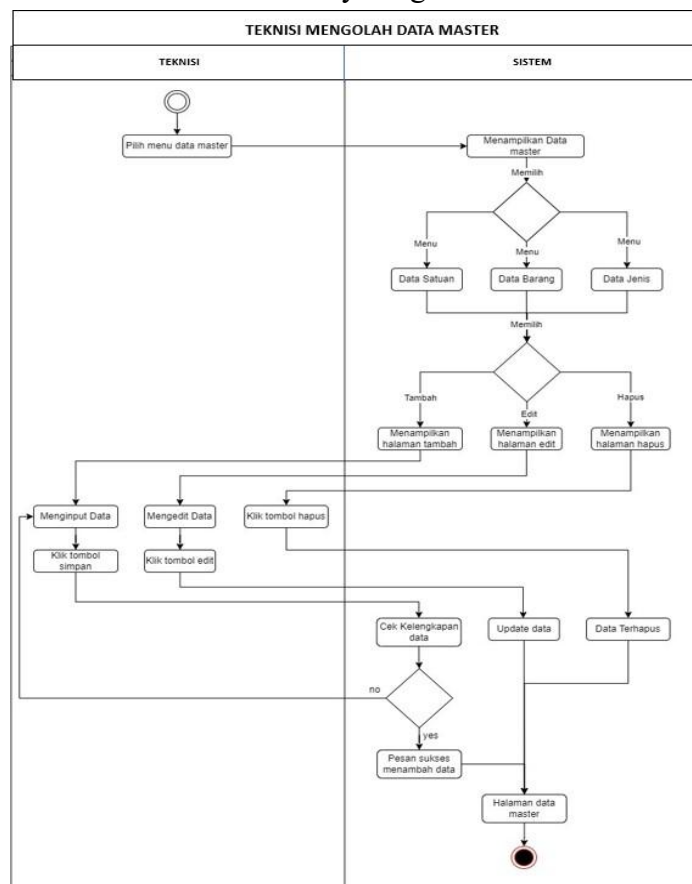 TEKNISI MENGOLAH DATA MASTER
TEKNISI
SISTEM
Pilih menu data master
Menampilkan Data
master
Memilih
Menu
Menu
Menu
Data Satuan
Data Barang
Data Jenis
Memilih
Tambah
Edit
Hapus
Menampilkan
halaman tambah
Menampilkan
halaman edit
Menampilkan
halaman hapus
Menginput Data
Mengedit Data
Klik tombol hapus
Klik tombol
simpan
Klik tombol edit
Cek Kelengkapan
data
Update data
Data Terhapus
no
yes
Pesan sukses
menambah data
Halaman data
master